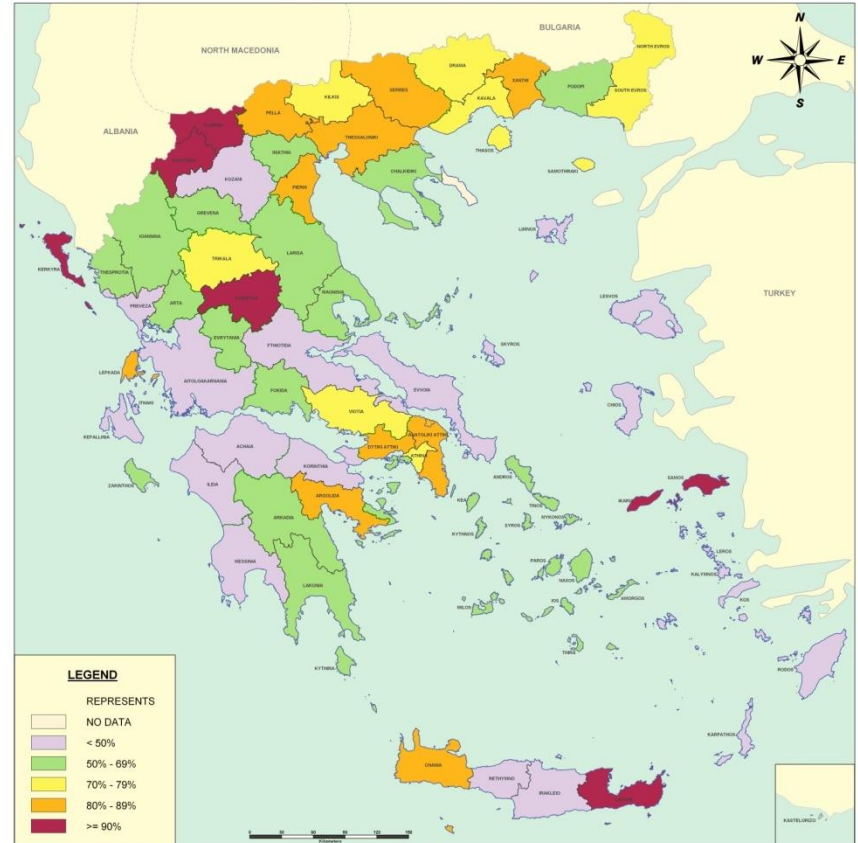 BULGARIA
N
NORTH MACEDONIA
NORTH EVROS
W E
DRAMA
SERRES
XANTHI
KILKIS
PELLA
KAVALA
SOUTH EVROS
S
ALBANIA
THESSALONIKI
THASOS
IMATHIA
SAMOTHRAKI
CHALKIDIKI
KOZANI
PIERIA
GREVENA
LIMNOS
IOANNINA
LARISA
KERKYRA
TRIKALA
THESPROTIA
MAGNISIA
TURKEY
LESVOS
PREVEZA
ARTA
EVRYTANIA
FTHIOTIDA
SKYROS
LEFKADA
AITOLOAKARNANIA
EVVOIA
FOKIDA
CHIOS
ITHAKI
VIOTIA
KEFALLINIA
ANATOLIKI ATTIKI
DYTIKI ATTIKI
ACHAIA
ATHINA
KORINTHIA
ZAKINTHOS
ILEIA
ANDROS
SAMOS
ARGOLIDA
KEA
IKARIA
TINOS
ARKADIA
MYKONOS
SYROS
KYTHNOS
LEROS
MESSINIA
PAROS
KALYMNOS
NAXOS
LAKONIA
AMORGOS
KOS
IOS
MILOS
THIRA
KYTHIRA
RODOS
LEGEND
REPRESENTS
NO DATA
< 50%
50% - 69%
70% - 79%
80% - 89%
>= 90%
KARPATHOS
CHANIA
RETHYMNO
IRAKLEIO
KASTELORIZO
Kilometers